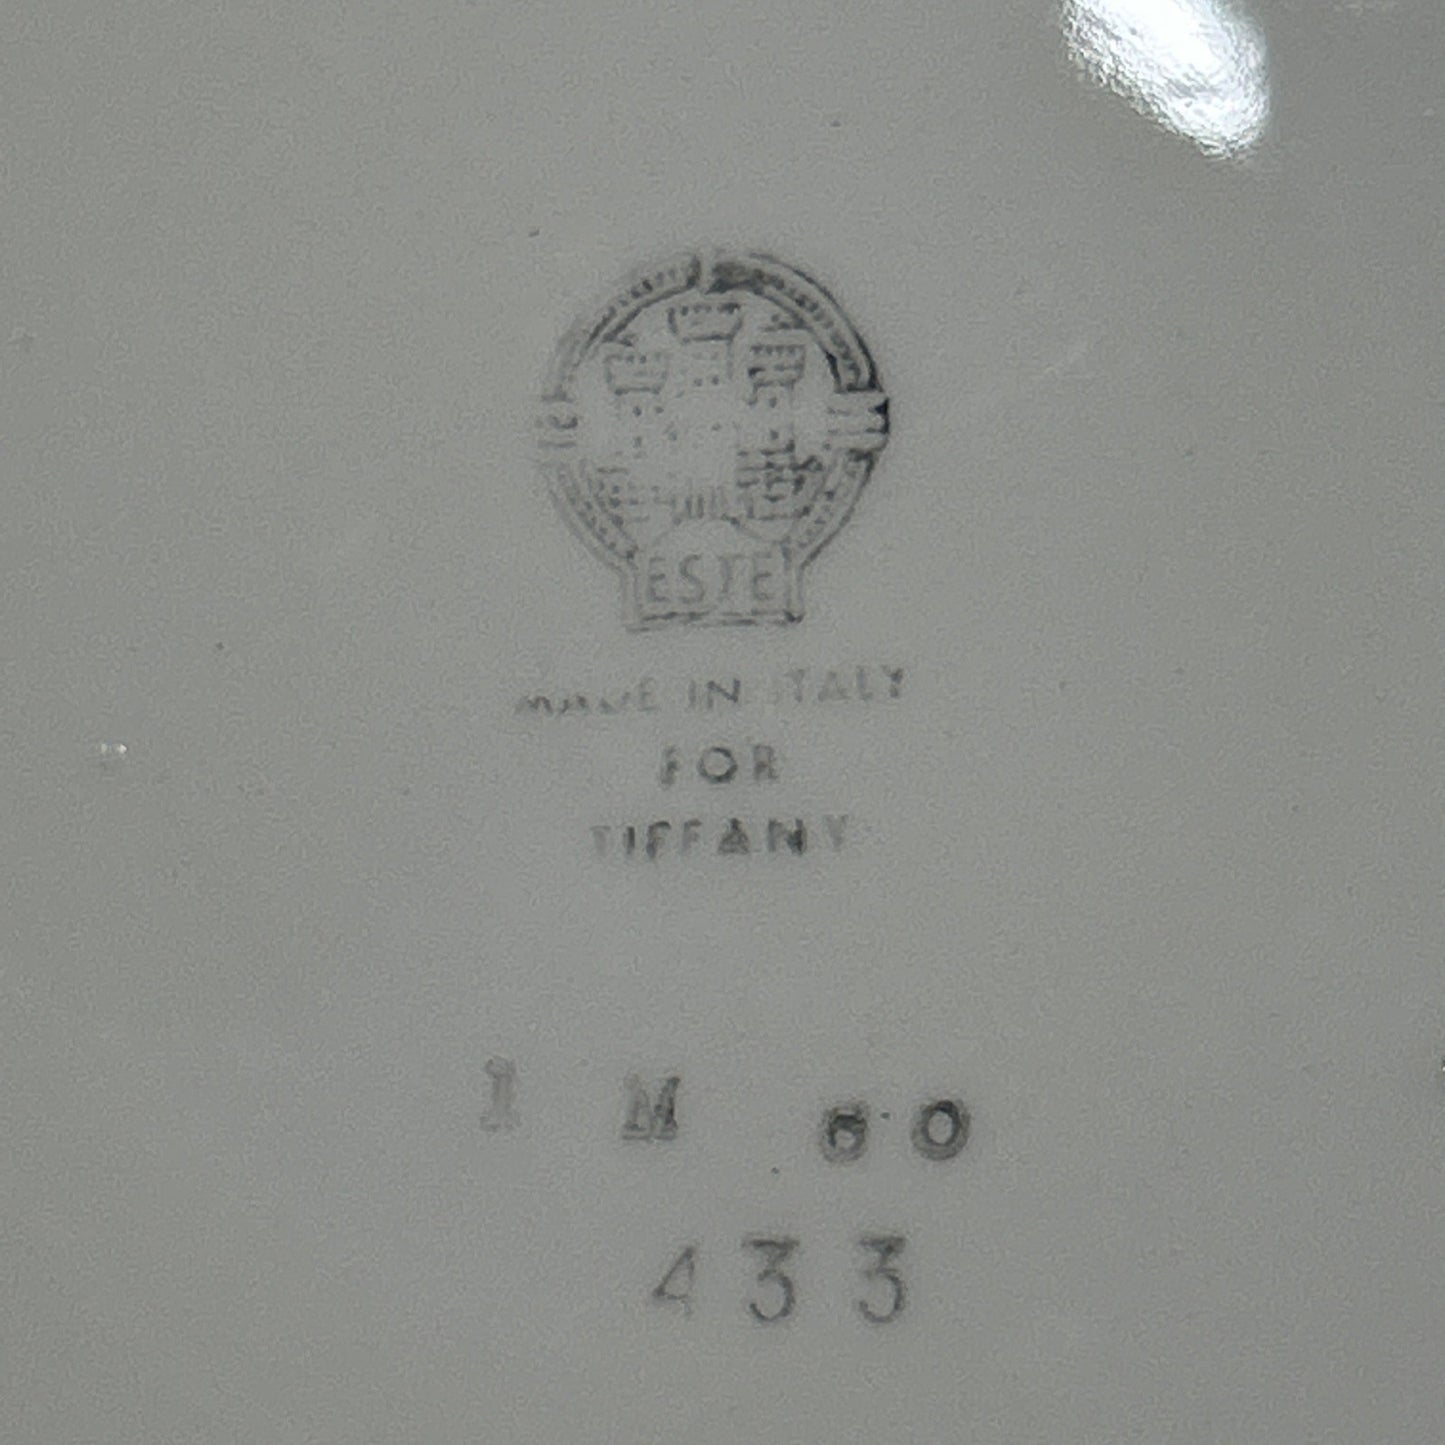 ESTE
MADE IN ITALY
FOR
TIFFANY
1 M 60
433